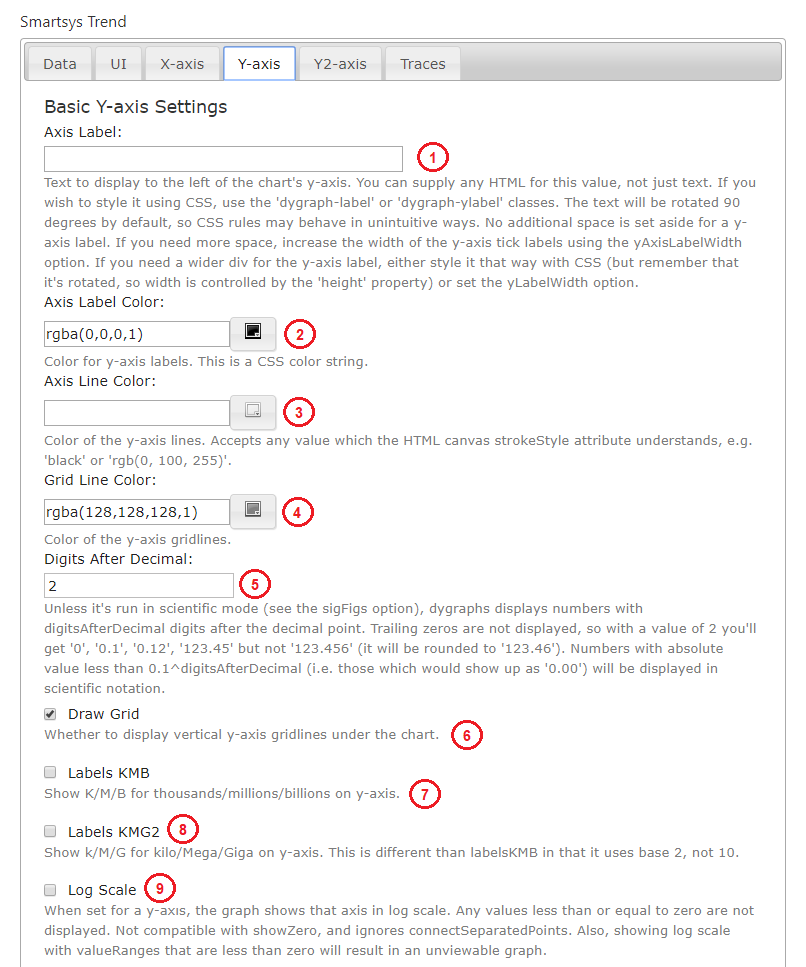 Smartsys Trend
Data UI X-axis Y-axis Y2-axis Traces
Basic Y-axis Settings
Axis Label:
1
Text to display to the left of the chart's y-axis. You can supply any HTML for this value, not just text. If you
wish to style it using CSS, use the 'dygraph-label' or 'dygraph-ylabel' classes. The text will be rotated 90
degrees by default, so CSS rules may behave in unintuitive ways. No additional space is set aside for a y-
axis label. If you need more space, increase the width of the y-axis tick labels using the yAxisLabelWidth
option. If you need a wider div for the y-axis label, either style it that way with CSS (but remember that
it's rotated, so width is controlled by the 'height' property) or set the yLabelWidth option.
Axis Label Color:
rgba(0,0,0,1) 2
Color for y-axis labels. This is a CSS color string.
Axis Line Color:
3
Color of the y-axis lines. Accepts any value which the HTML canvas strokeStyle attribute understands, e.g.
'black' or 'rgb(0, 100, 255)'.
Grid Line Color:
rgba(128,128,128,1) 4
Color of the y-axis gridlines.
Digits After Decimal:
2 5
Unless it's run in scientific mode (see the sigFigs option), dygraphs displays numbers with
digitsAfterDecimal digits after the decimal point. Trailing zeros are not displayed, so with a value of 2 you'll
get '0', '0.1', '0.12', '123.45' but not '123.456' (it will be rounded to '123.46'). Numbers with absolute
value less than 0.1^digitsAfterDecimal (i.e. those which would show up as '0.00') will be displayed in
scientific notation.
Draw Grid
Whether to display vertical y-axis gridlines under the chart. 6
Labels KMB
Show K/M/B for thousands/millions/billions on y-axis. 7
Labels KMG2 8
Show k/M/G for kilo/Mega/Giga on y-axis. This is different than labelsKMB in that it uses base 2, not 10.
Log Scale 9
When set for a y-axis, the graph shows that axis in log scale. Any values less than or equal to zero are not
displayed. Not compatible with showZero, and ignores connectSeparatedPoints. Also, showing log scale
with valueRanges that are less than zero will result in an unviewable graph.